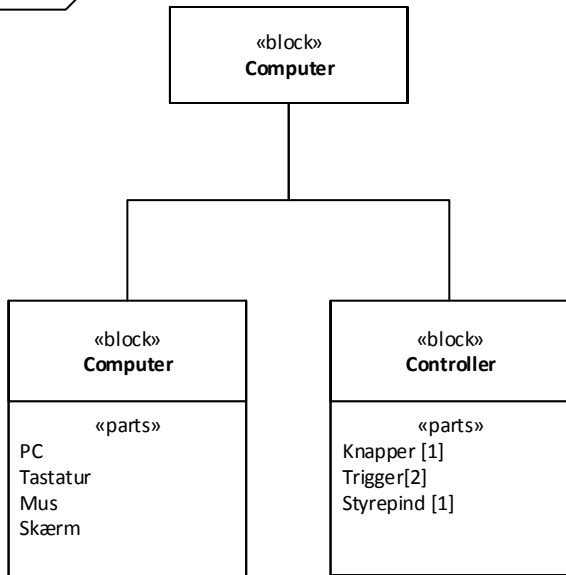 «block»
Computer
«block»
Computer
«parts»
PC
Tastatur
Mus
Skærm
«block»
Controller
«parts»
Knapper [1]
Trigger[2]
Styrepind [1]